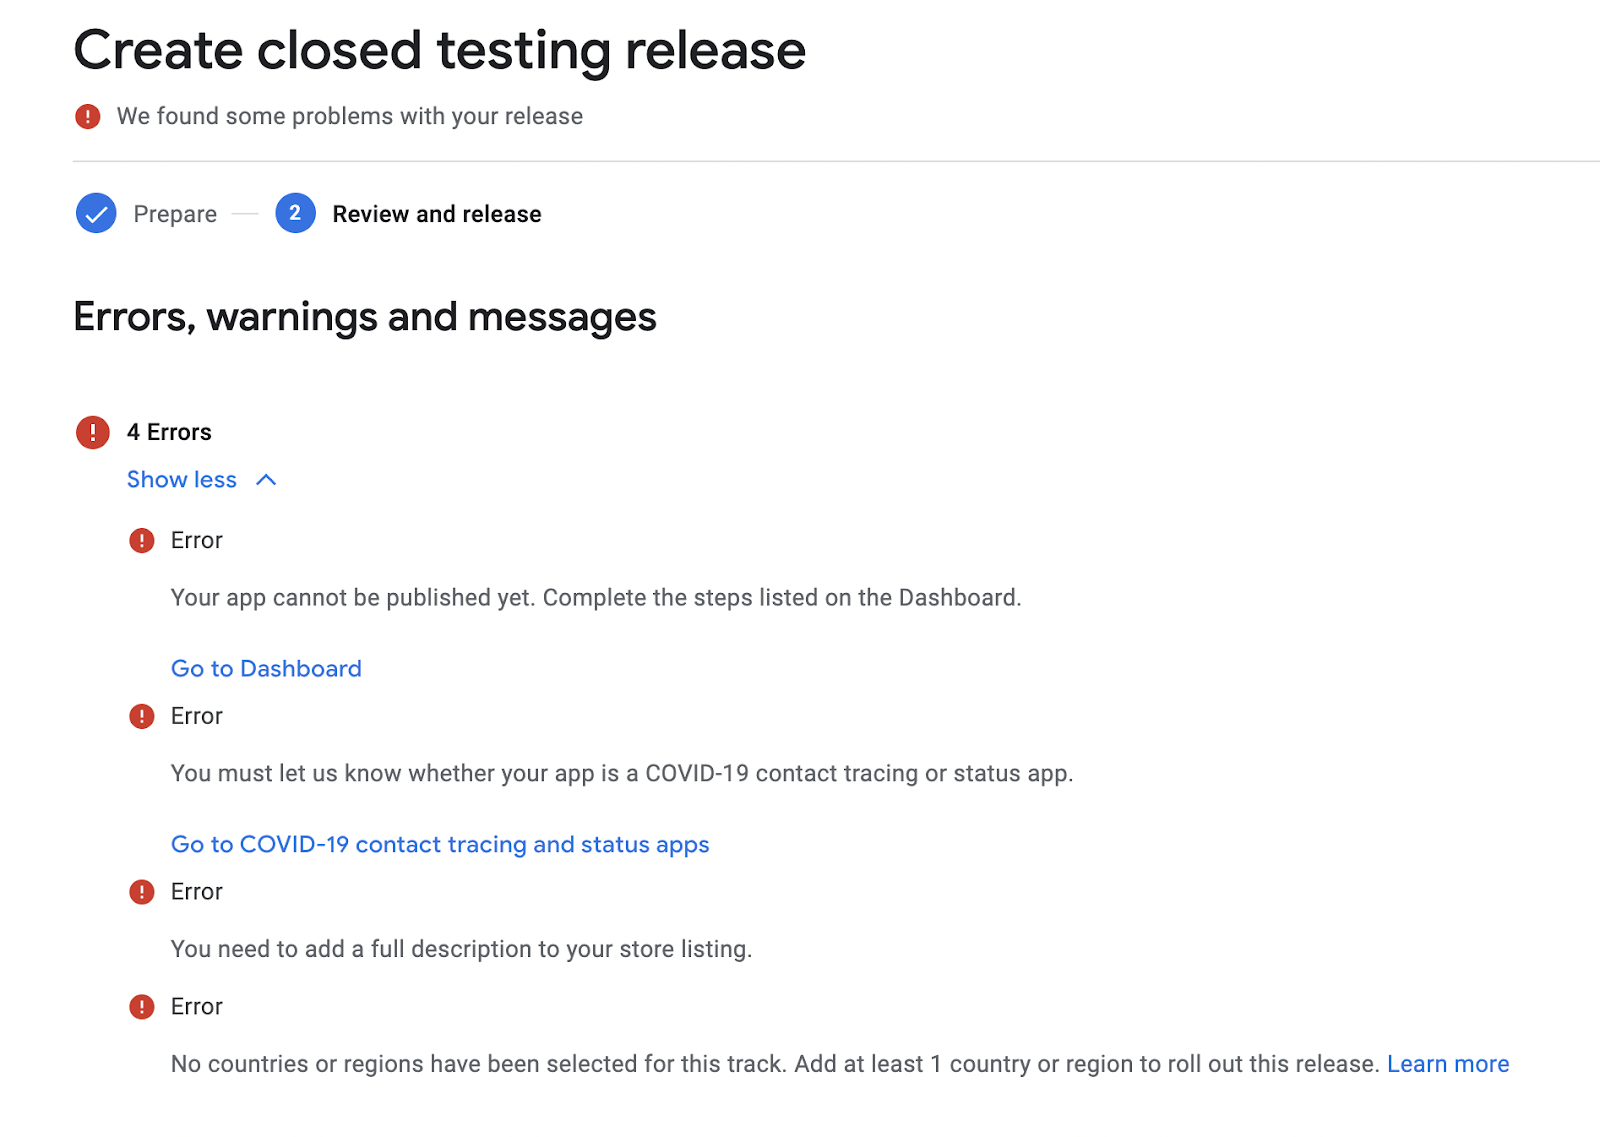 Create closed testing release
We found some problems with your release
Prepare
2 Review and release
Errors, warnings and messages
4 Errors
Show less
Error
Your app cannot be published yet. Complete the steps listed on the Dashboard.
Go to Dashboard
Error
You must let us know whether your app is a COVID-19 contact tracing or status app.
Go to COVID-19 contact tracing and status apps
Error
You need to add a full description to your store listing.
Error
No countries or regions have been selected for this track. Add at least 1 country or region to roll out this release. Learn more